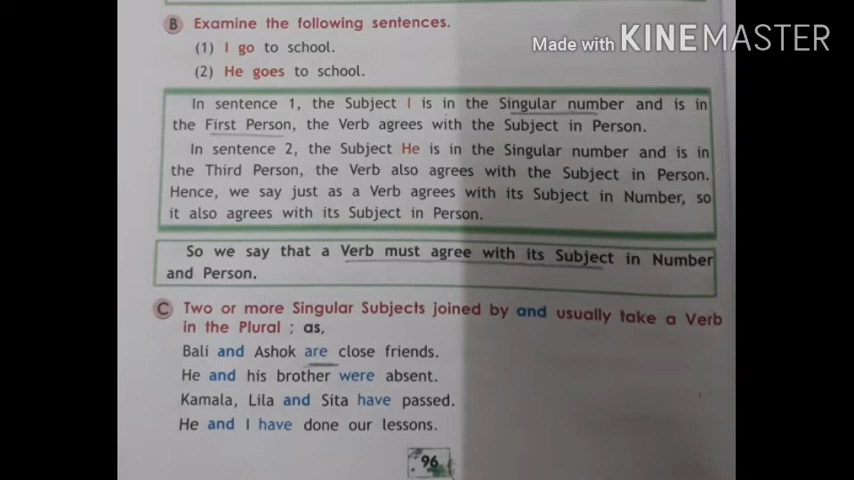 B Examine the following sentences.
(1) I go to school.
(2) He goes to school.
Made with KINEMASTER
In sentence 1, the Subject I is in the Singular number and is in
the First Person, the Verb agrees with the Subject in Person.
In sentence 2, the Subject He is in the Singular number and is in
the Third Person, the Verb also agrees with the Subject in Person.
Hence, we say just as a Verb agrees with its Subject in Number, so
it also agrees with its Subject in Person.
So we say that a Verb must agree with its Subject in Number
and Person.
C Two or more Singular Subjects joined by and usually take a Verb
in the Plural ; as,
Bali and Ashok are close friends.
He and his brother were absent.
Kamala, Lila and Sita have passed.
He and I have done our lessons.
96